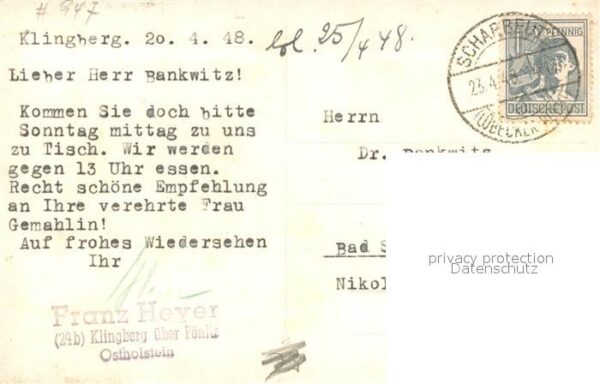 # 947
Klingberg. 20. 4. 48.
erl. 25/4 48.
Lieber Herr Bankwitz!
Kommen Sie doch bitte
Sonntag mittag zu uns
zu Tisch. Wir werden
gegen 13 Uhr essen.
Recht schöne Empfehlung
an Ihre verehrte Frau
Gemahlin!
Auf frohes Wiedersehen
Ihr
Franz Heyer
(24b) Klingberg über Pönitz
Ostholstein
PFENNIG
DEUTSCHE POST
SCHARBEUTZ
23.4.48
LÜBECKER
Herrn
Dr. Bankwitz
Bad S
Nikol
privacy protection
Datenschutz